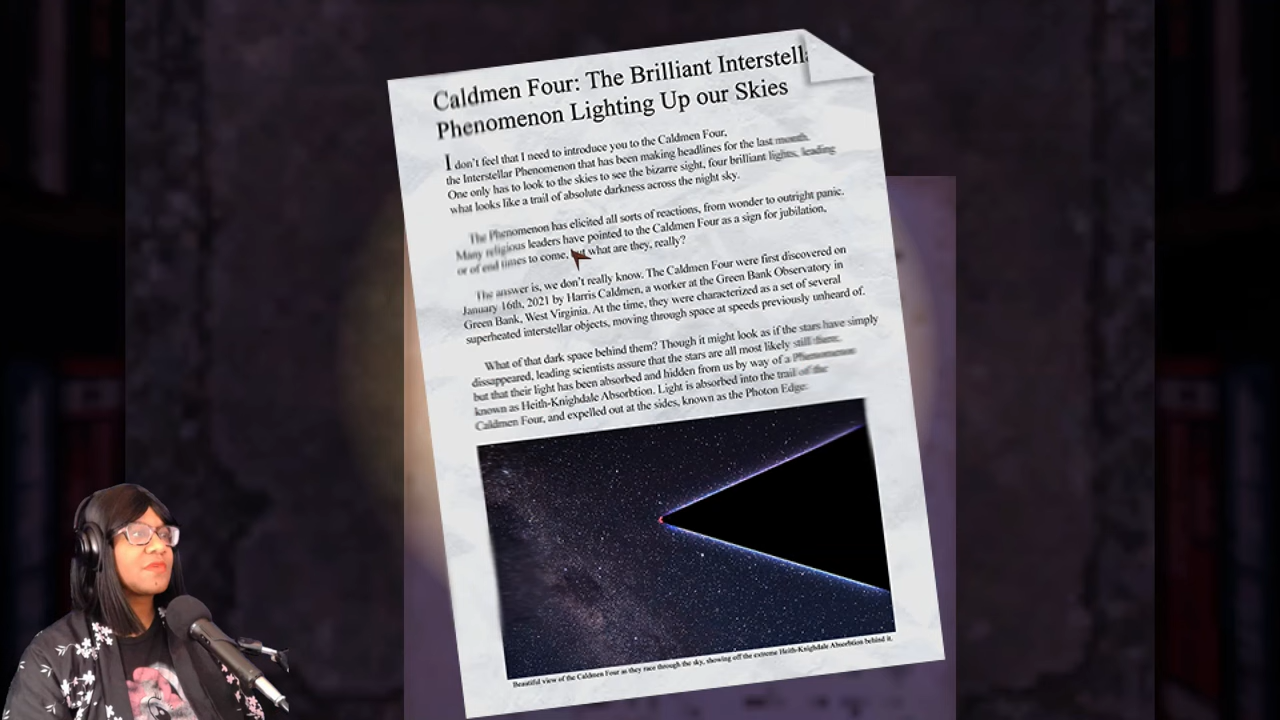 Caldmen Four: The Brilliant Interstell
Phenomenon Lighting Up our Skies
I don't feel that I need to introduce you to the Caldmen Four,
the Interstellar Phenomenon that has been making headlines for the last month.
One only has to look to the skies to see the bizarre sight, four brilliant lights, leading
what looks like a trail of absolute darkness across the night sky.
The Phenomenon has elicited all sorts of reactions, from wonder to outright panic.
Many religious leaders have pointed to the Caldmen Four as a sign for jubilation,
or of end times to come, but what are they, really?
The answer is, we don't really know. The Caldmen Four were first discovered on
January 16th, 2021 by Harris Caldmen, a worker at the Green Bank Observatory in
Green Bank, West Virginia. At the time, they were characterized as a set of several
superheated interstellar objects, moving through space at speeds previously unheard of.
What of that dark space behind them? Though it might look as if the stars have simply
dissappeared, leading scientists assure that the stars are all most likely still there,
but that their light has been absorbed and hidden from us by way of a Phenomenon
known as Heith-Knighdale Absorbtion. Light is absorbed into the trail of the
Caldmen Four, and expelled out at the sides, known as the Photon Edge.
Beautiful view of the Caldmen Four as they race through the sky, showing off the extreme Heith-Knighdale Absorbtion behind it.